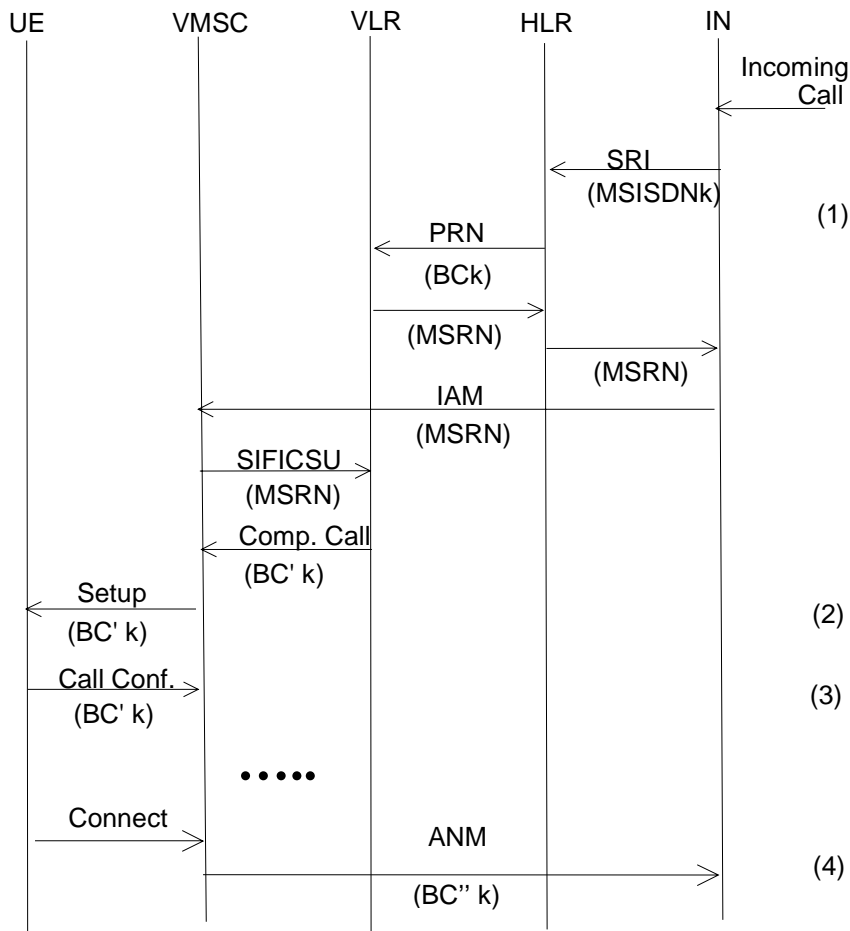 UE VMSC VLR HLR IN
Incoming
Call
SRI
(MSISDNk)
(1)
PRN
(BCk)
(MSRN)
(MSRN)
IAM
(MSRN)
SIFICSU
(MSRN)
Comp. Call
(BC' k)
Setup
(BC' k)
(2)
Call Conf.
(BC' k)
(3)
Connect
ANM
(BC’’ k)
(4)